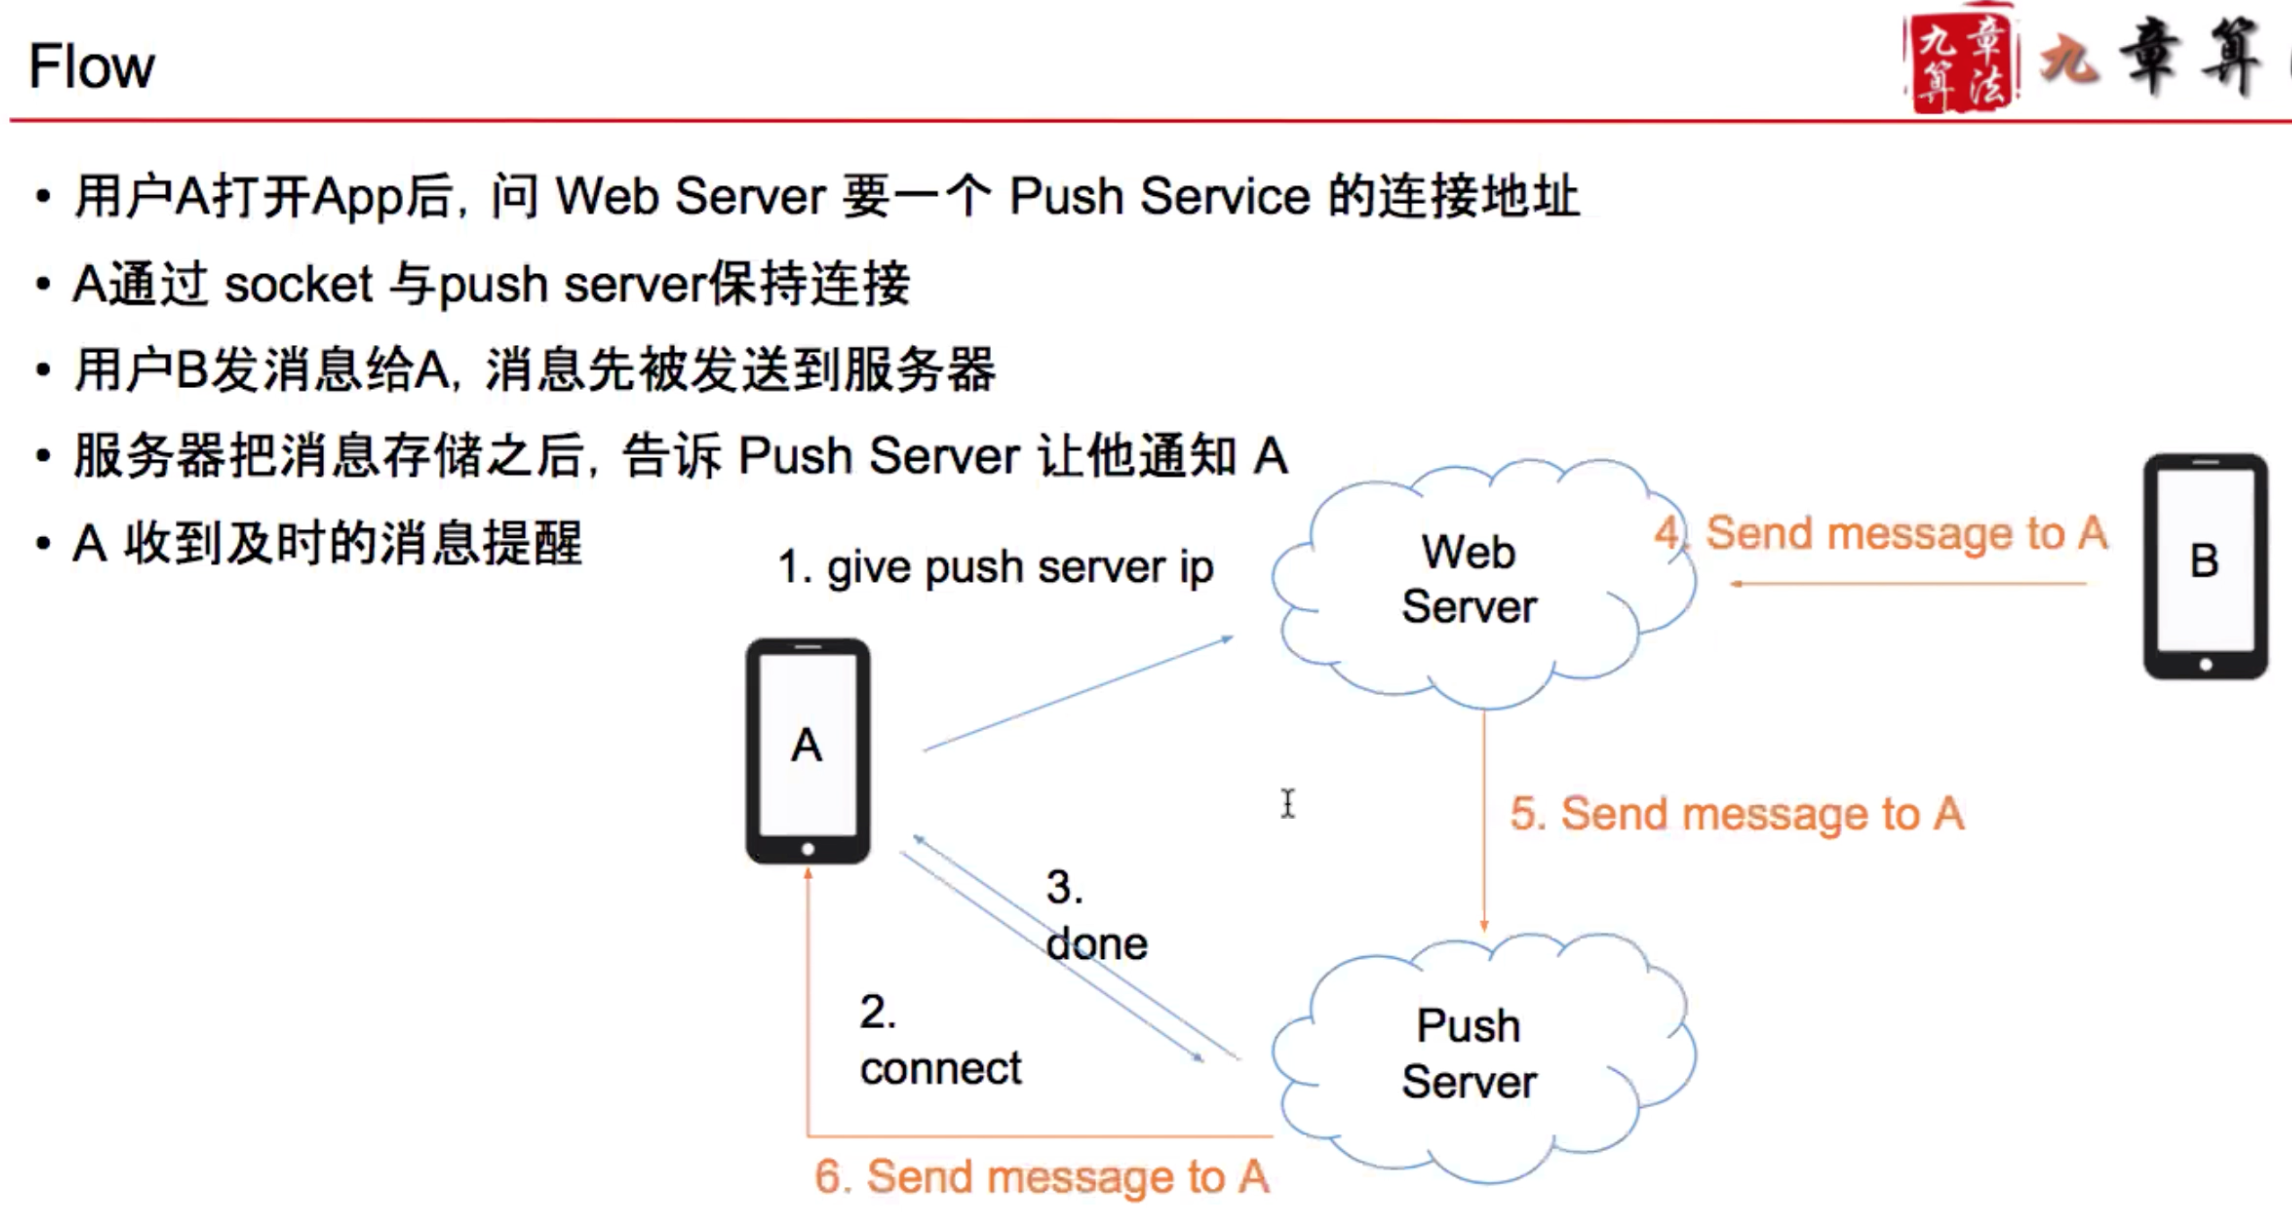 Flow
九章
算法
九章算
• 用户A打开App后, 问 Web Server 要一个 Push Service 的连接地址
• A通过 socket 与push server保持连接
• 用户B发消息给A, 消息先被发送到服务器
• 服务器把消息存储之后, 告诉 Push Server 让他通知 A
• A 收到及时的消息提醒
1. give push server ip
Web
Server
4. Send message to A
B
A
5. Send message to A
3.
done
2.
connect
Push
Server
6. Send message to A